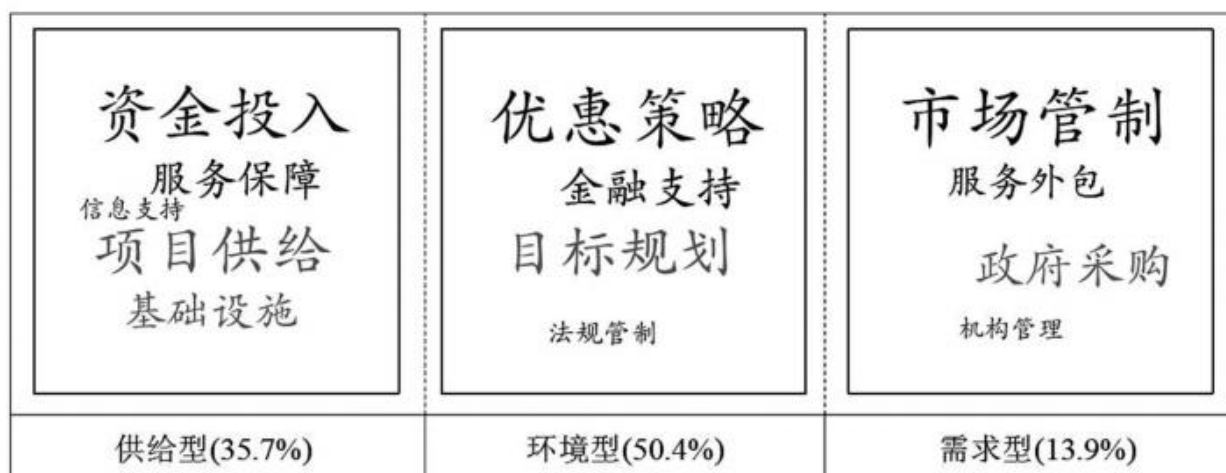 资金投入
服务保障
信息支持
项目供给
基础设施
供给型(35.7%)
优惠策略
金融支持
目标规划
法规管制
环境型(50.4%)
市场管制
服务外包
政府采购
机构管理
需求型(13.9%)